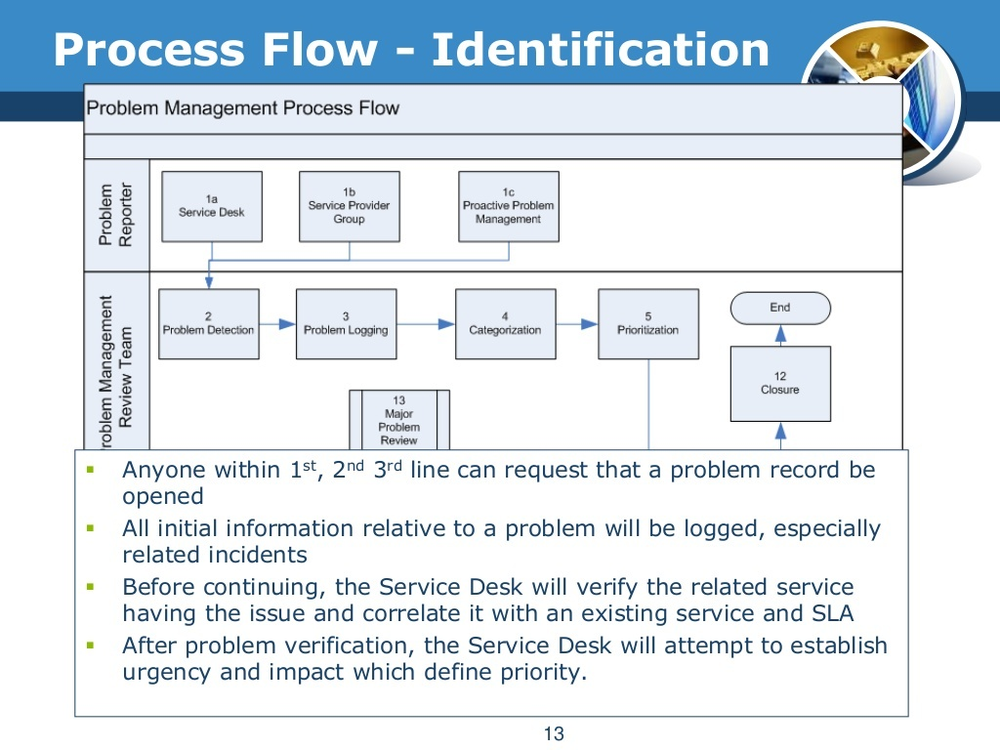 Process Flow - Identification
Problem Management Process Flow
Problem
Reporter
1a
Service Desk
1b
Service Provider
Group
1c
Proactive Problem
Management
Problem Management
Review Team
2
Problem Detection
3
Problem Logging
4
Categorization
5
Prioritization
End
12
Closure
13
Major
Problem
Review
▪ Anyone within 1st, 2nd 3rd line can request that a problem record be
opened
▪ All initial information relative to a problem will be logged, especially
related incidents
▪ Before continuing, the Service Desk will verify the related service
having the issue and correlate it with an existing service and SLA
▪ After problem verification, the Service Desk will attempt to establish
urgency and impact which define priority.
13